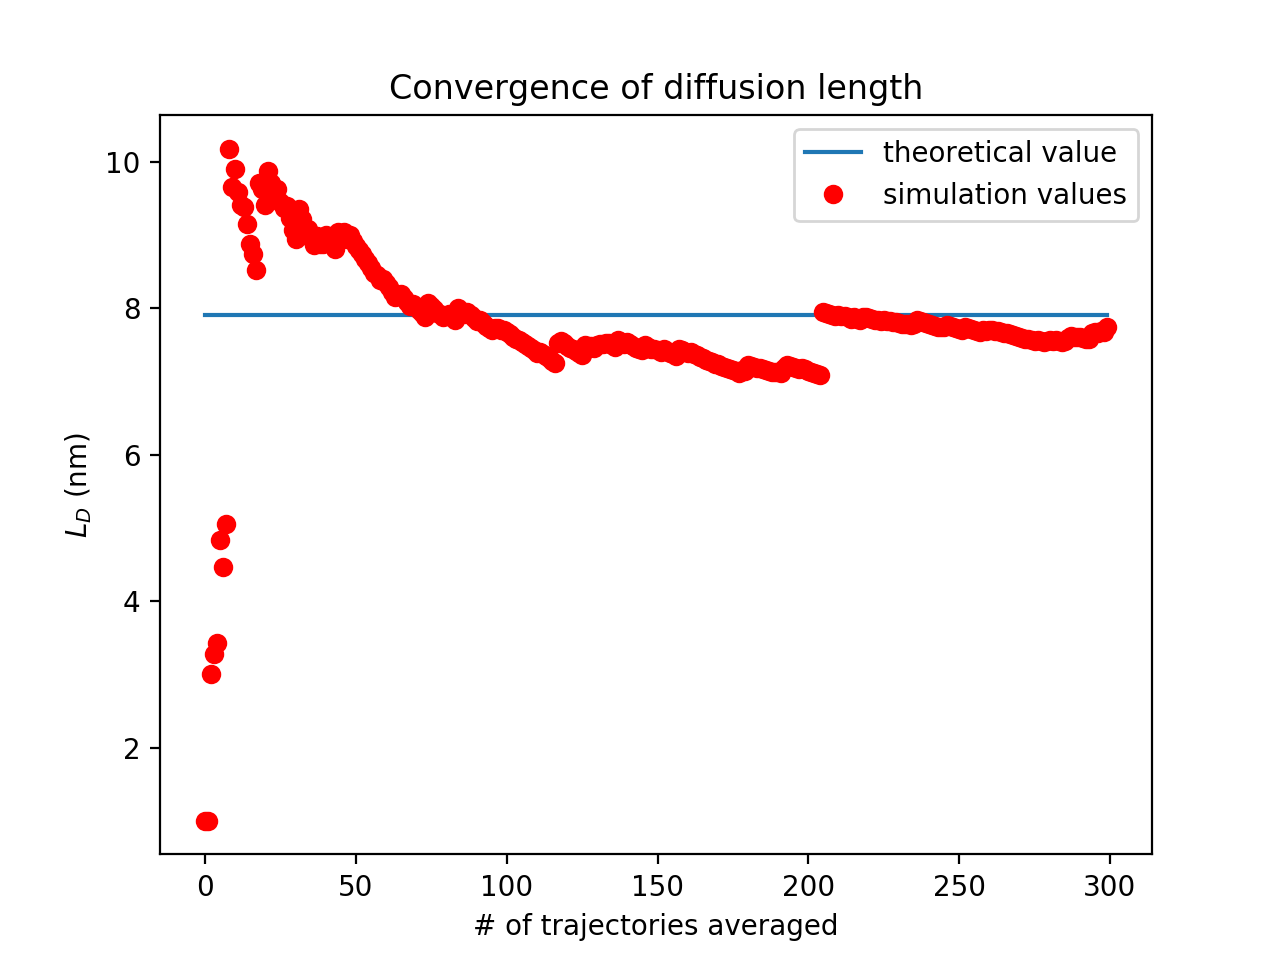 Convergence of diffusion length
theoretical value
simulation values
10
8
6
4
2
L_D (nm)
0 50 100 150 200 250 300
# of trajectories averaged